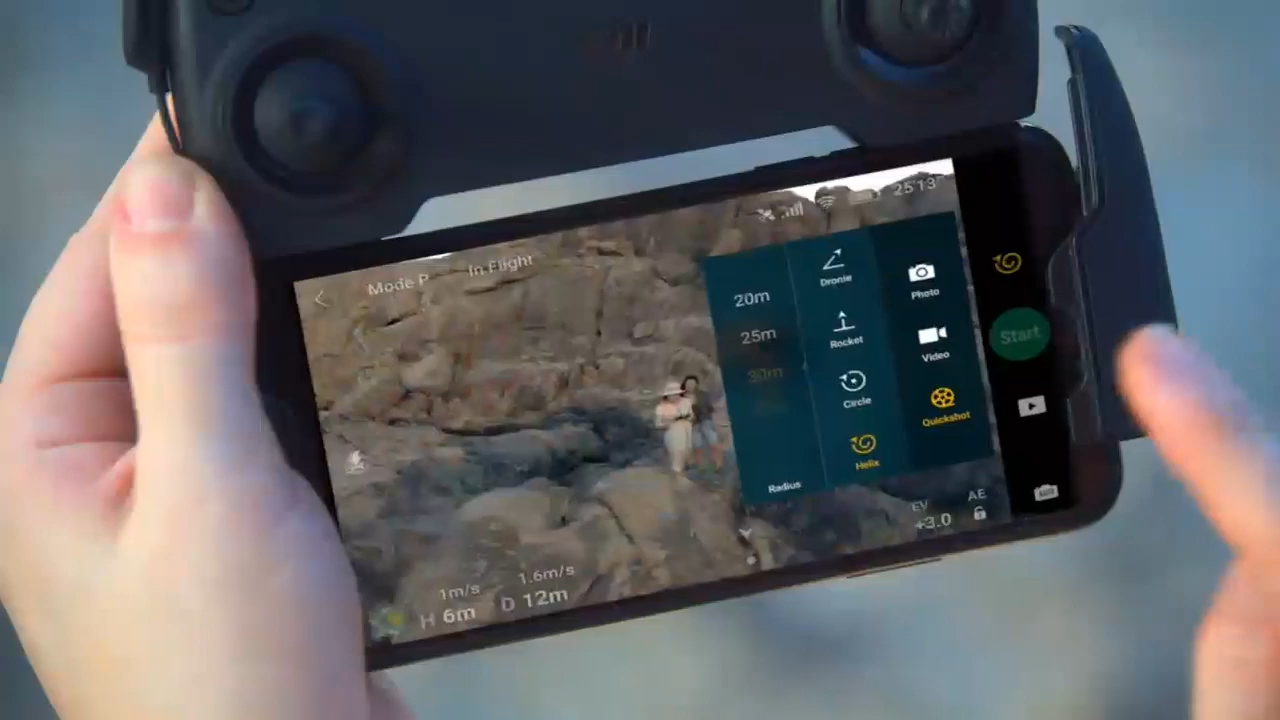 Mode P In Flight
25'13"
20m
25m
30m
Radius
Dronie
Rocket
Circle
Helix
Photo
Video
Quickshot
Start
AUTO
EV
+3.0
AE
1m/s 1.6m/s
H 6m D 12m